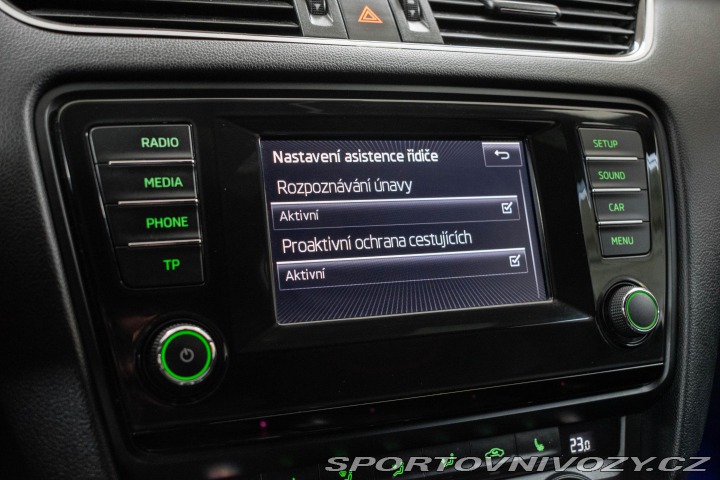 RADIO
MEDIA
PHONE
TP
Nastavení asistence řidiče
Rozpoznávání únavy
Aktivní
Proaktivní ochrana cestujících
Aktivní
SETUP
SOUND
CAR
MENU
23.0
SPORTOVNIVOZY.CZ